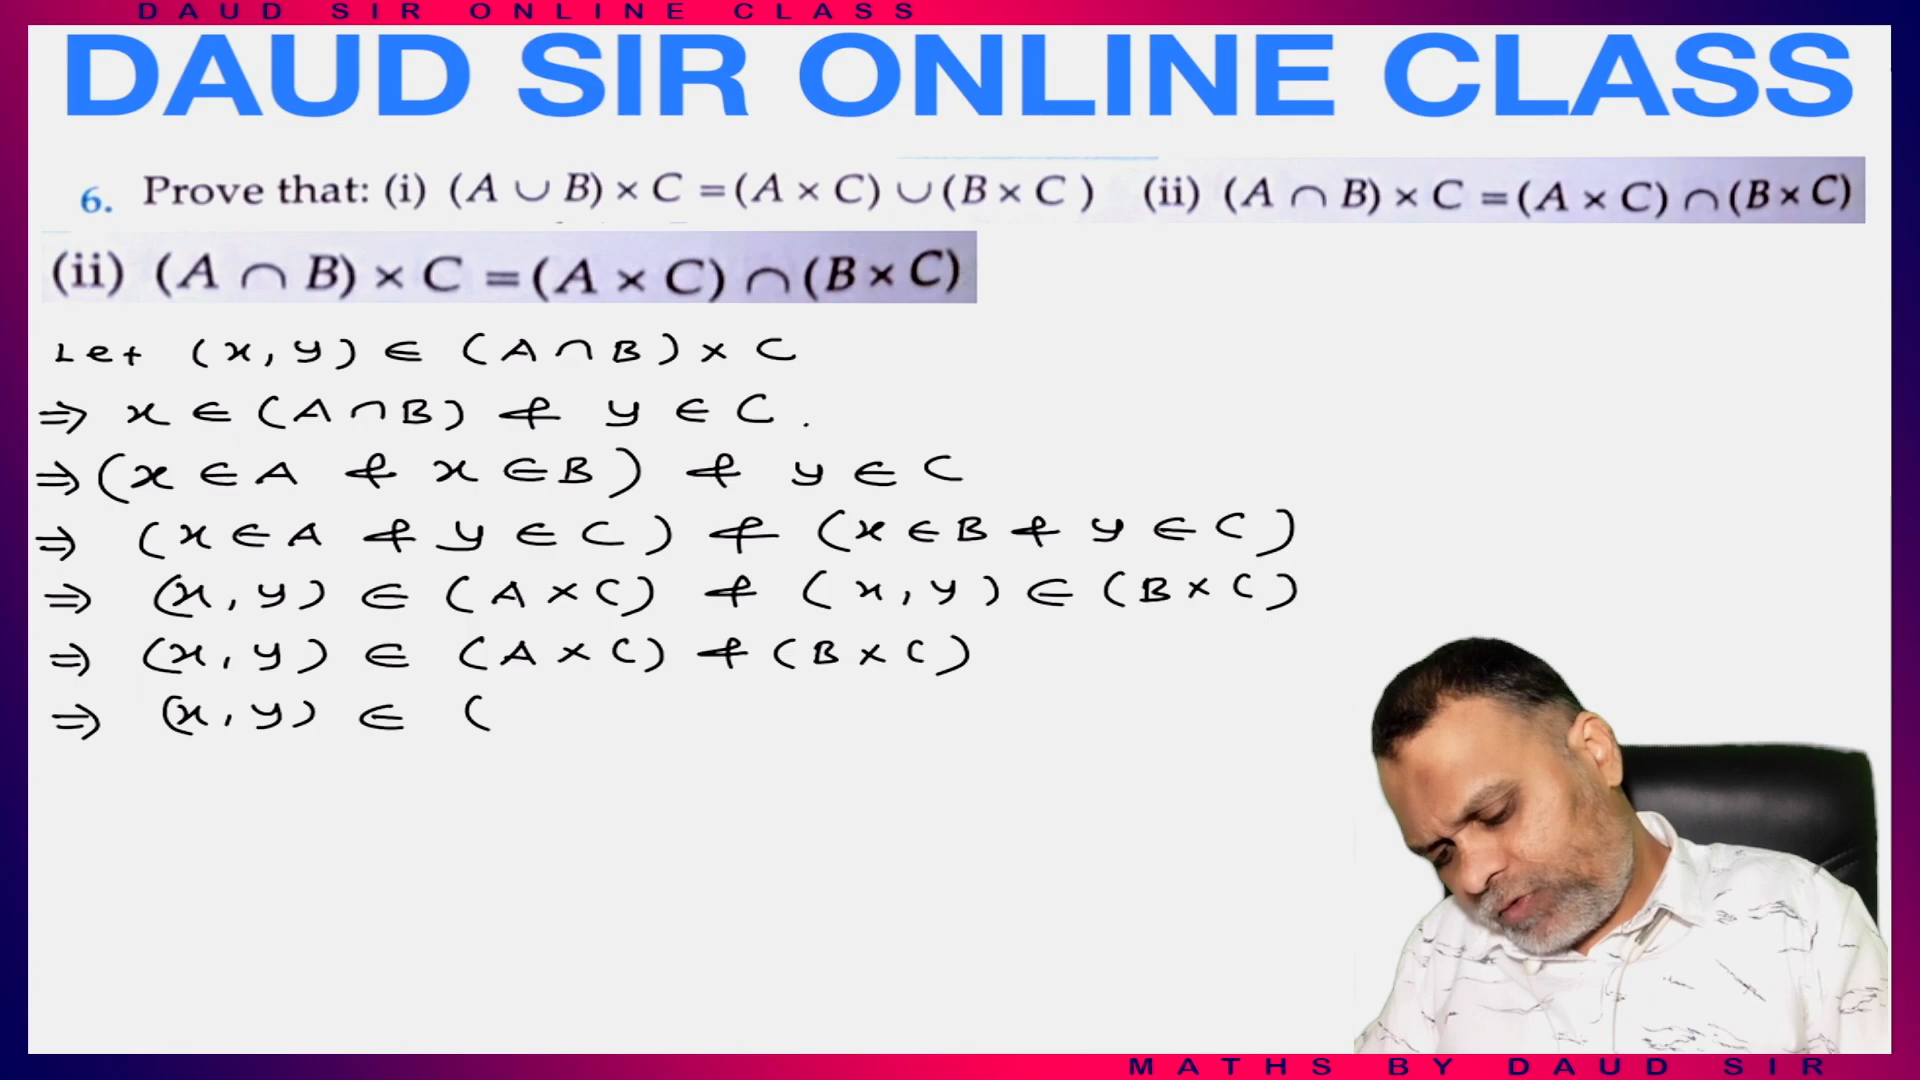 DAUD SIR ONLINE CLASS
DAUD SIR ONLINE CLASS
6. Prove that: (i) (A ∪ B) × C = (A × C) ∪ (B × C) (ii) (A ∩ B) × C = (A × C) ∩ (B × C)
(ii) (A ∩ B) × C = (A × C) ∩ (B × C)
Let (x, y) ∈ (A ∩ B) × C
⇒ x ∈ (A ∩ B) & y ∈ C.
⇒ (x ∈ A & x ∈ B) & y ∈ C
⇒ (x ∈ A & y ∈ C) & (x ∈ B & y ∈ C)
⇒ (x, y) ∈ (A × C) & (x, y) ∈ (B × C)
⇒ (x, y) ∈ (A × C) & (B × C)
⇒ (x, y) ∈ (
MATHS BY DAUD SIR